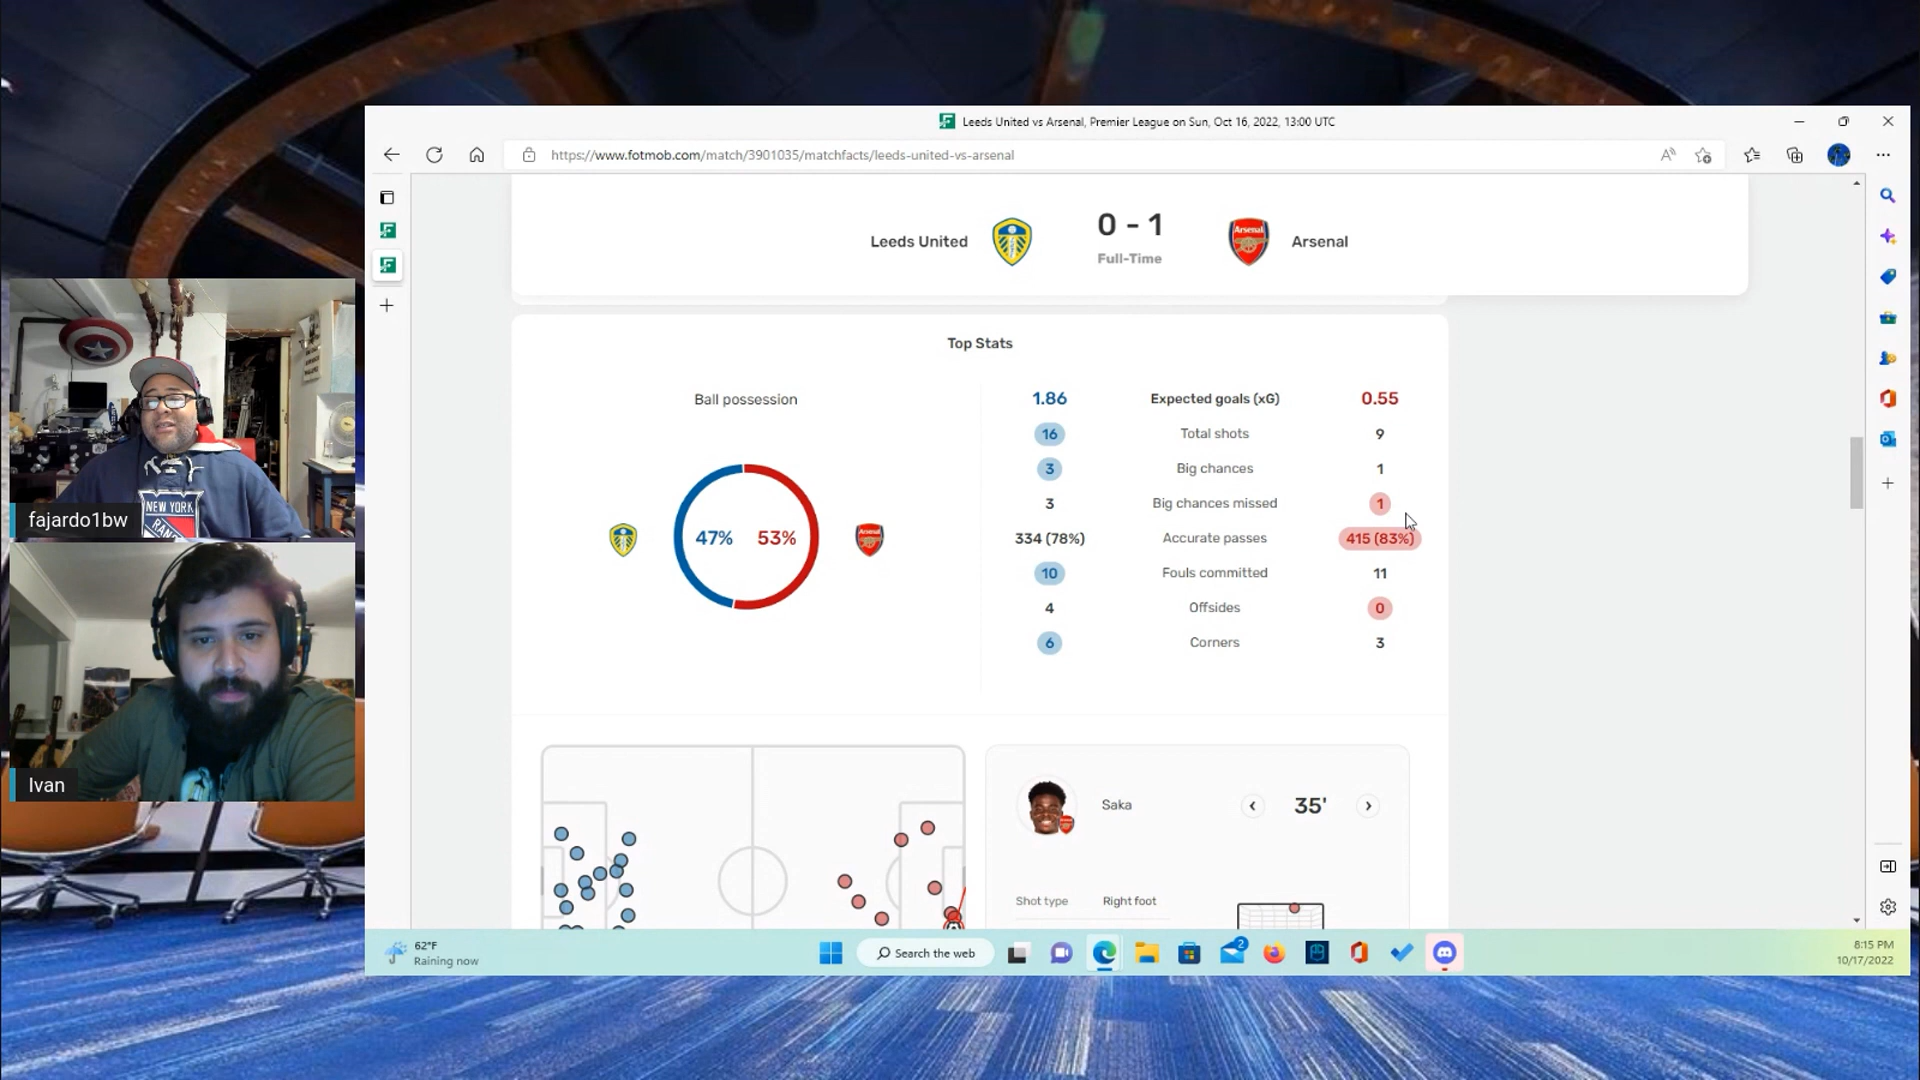 Leeds United vs Arsenal, Premier League on Sun, Oct 16, 2022, 13:00 UTC
https://www.fotmob.com/match/3901035/matchfacts/leeds-united-vs-arsenal
Leeds United
0 - 1
Full-Time
Arsenal
Arsenal
Top Stats
Ball possession
47% 53%
Arsenal
1.86 Expected goals (xG) 0.55
16 Total shots 9
3 Big chances 1
3 Big chances missed 1
334 (78%) Accurate passes 415 (83%)
10 Fouls committed 11
4 Offsides 0
6 Corners 3
Saka
35'
Shot type Right foot
NEW YORK
fajardo1bw
Ivan
62°F
Raining now
Search the web
2
8:15 PM
10/17/2022